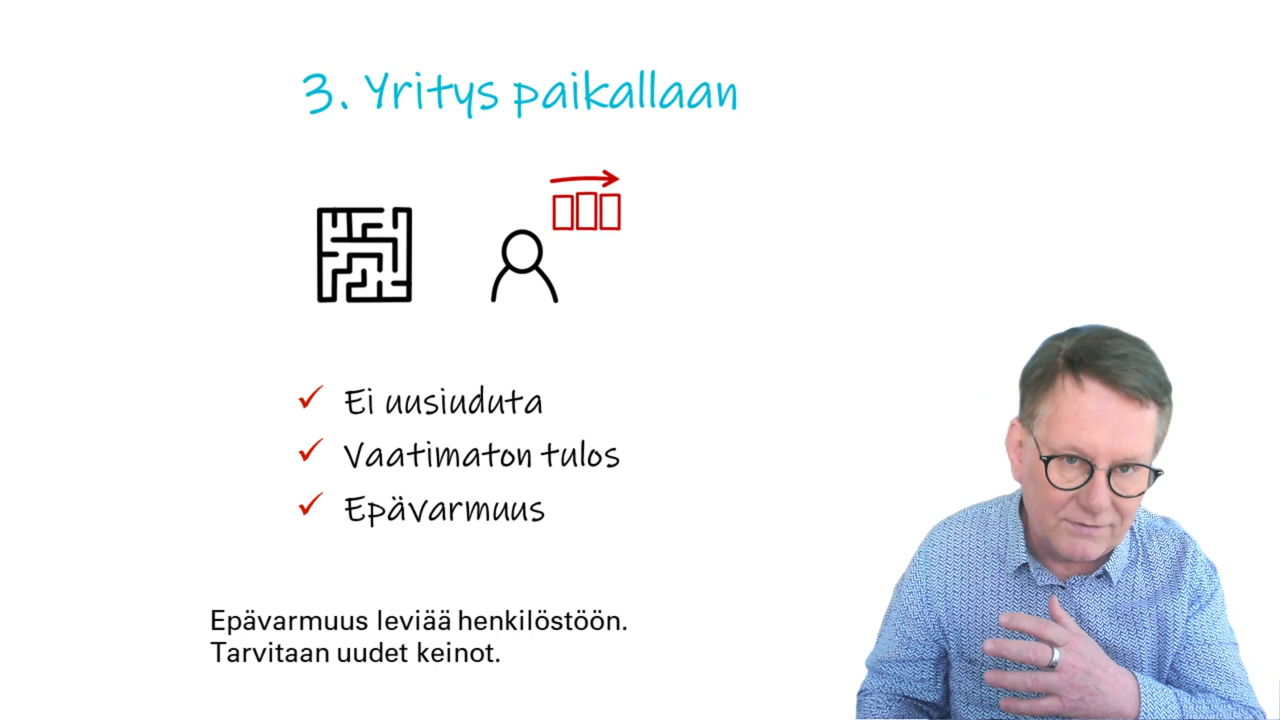 3. Yritys paikallaan
Ei uusiuduta
Vaatimaton tulos
Epävarmuus
Epävarmuus leviää henkilöstöön.
Tarvitaan uudet keinot.